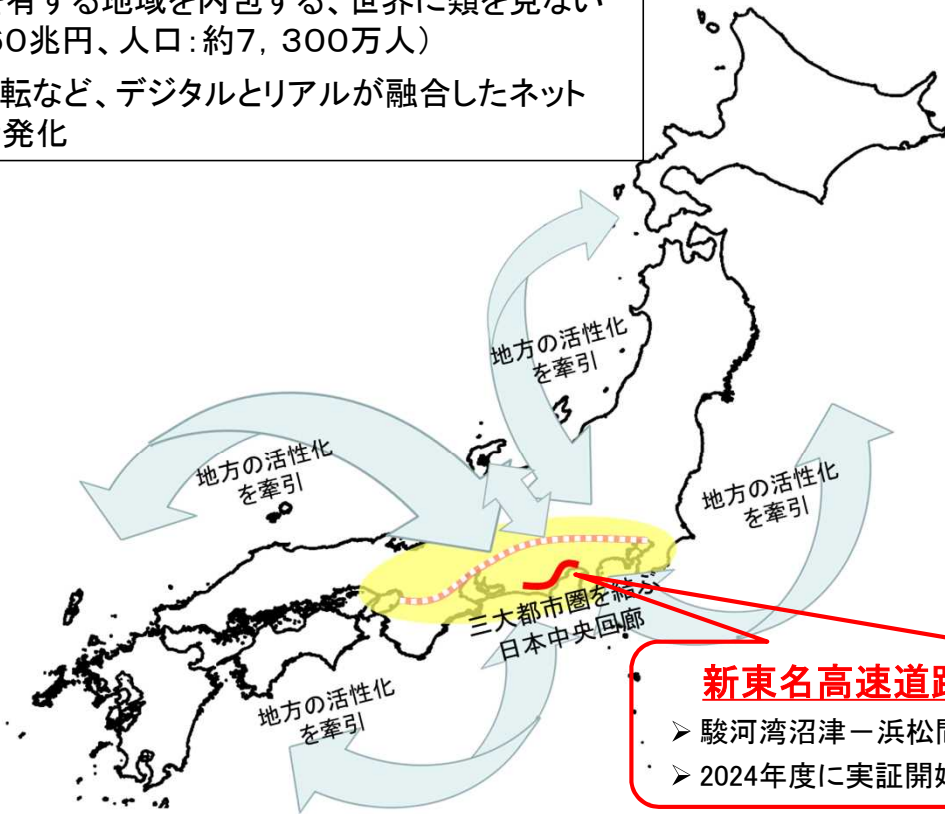 有する地域を内包する、世界に類を見ない
60兆円、人口：約7，300万人）
転など、デジタルとリアルが融合したネット
発化
地方の活性化
を牽引
地方の活性化
を牽引
地方の活性化
を牽引
三大都市圏を結ぶ
日本中央回廊
地方の活性化
を牽引
新東名高速道路
➢ 駿河湾沼津－浜松間
➢ 2024年度に実証開始